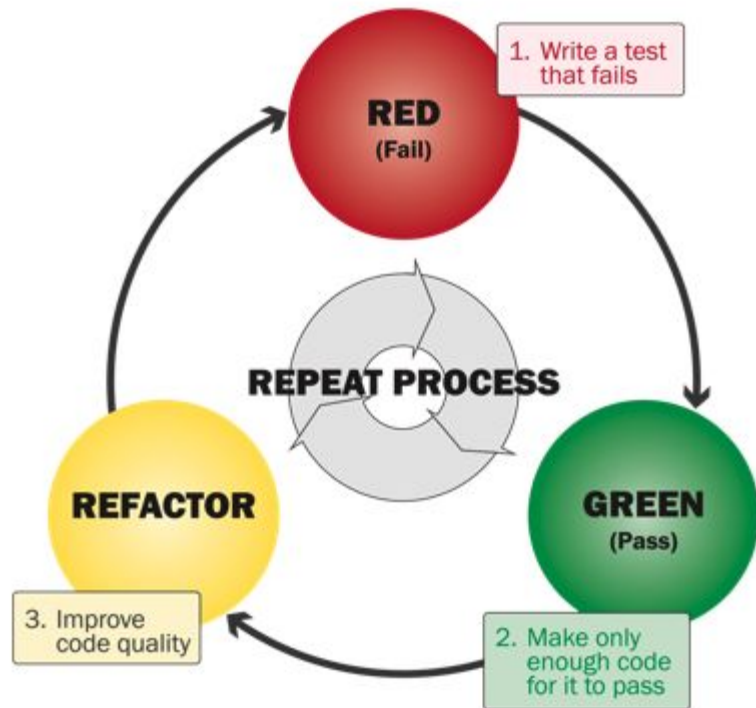 1. Write a test
that fails
RED
(Fail)
REPEAT PROCESS
REFACTOR
GREEN
(Pass)
3. Improve
code quality
2. Make only
enough code
for it to pass